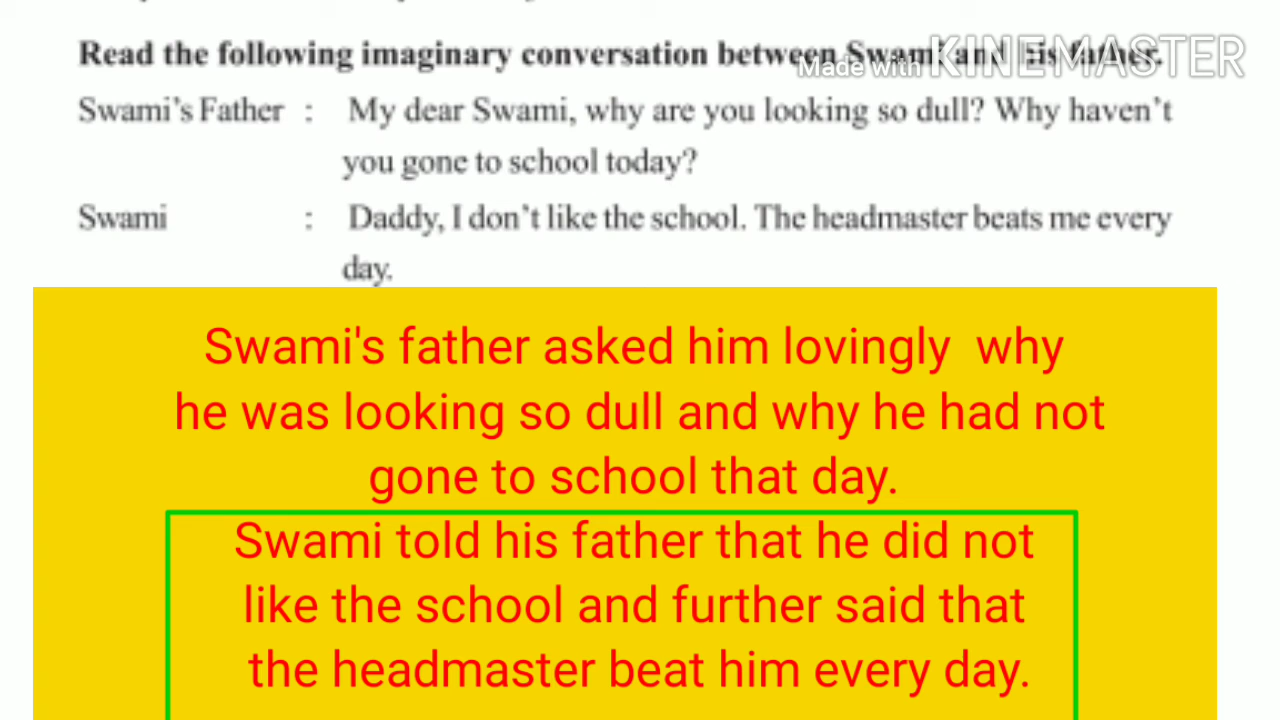 Read the following imaginary conversation between Swami and his father.
Made with KINEMASTER
Swami's Father : My dear Swami, why are you looking so dull? Why haven't
you gone to school today?
Swami : Daddy, I don't like the school. The headmaster beats me every
day.
Swami's father asked him lovingly why
he was looking so dull and why he had not
gone to school that day.
Swami told his father that he did not
like the school and further said that
the headmaster beat him every day.